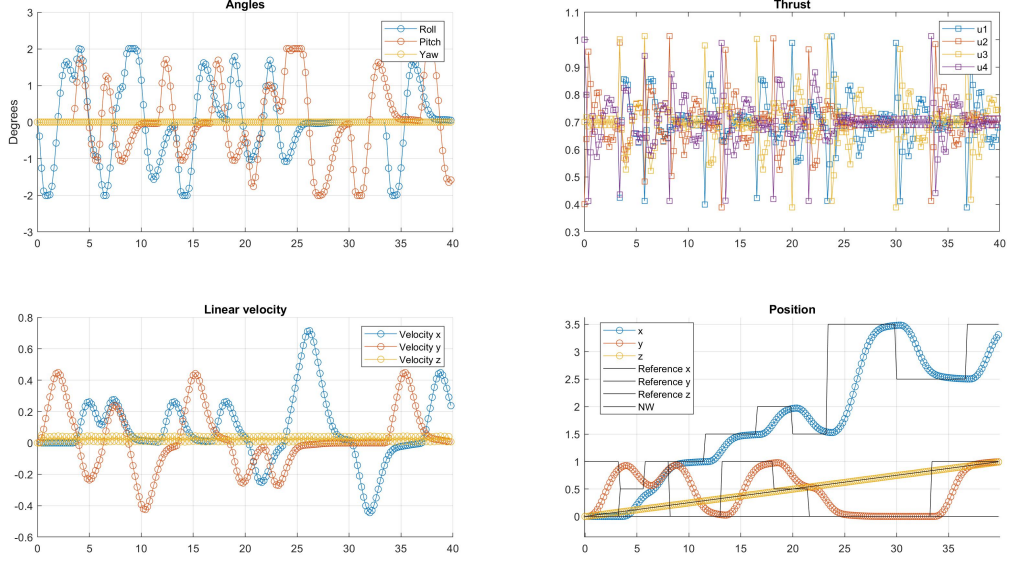 Angles
3
2
1
0
-1
-2
-3
Degrees
Roll
Pitch
Yaw
0 5 10 15 20 25 30 35 40
Thrust
1.1
1
0.9
0.8
0.7
0.6
0.5
0.4
0.3
u1
u2
u3
u4
0 5 10 15 20 25 30 35 40
Linear velocity
0.8
0.6
0.4
0.2
0
-0.2
-0.4
-0.6
Velocity x
Velocity y
Velocity z
0 5 10 15 20 25 30 35 40
Position
3.5
3
2.5
2
1.5
1
0.5
0
x
y
z
Reference x
Reference y
Reference z
NW
0 5 10 15 20 25 30 35